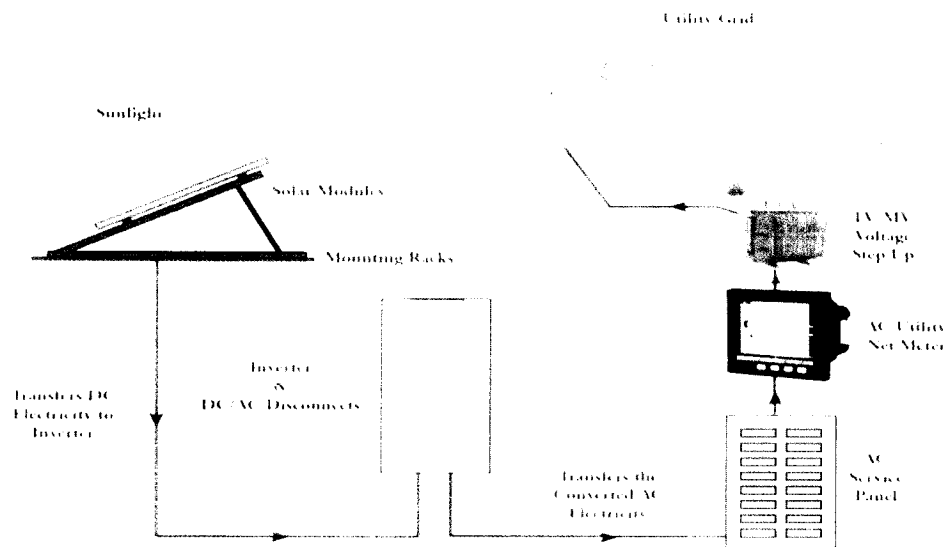 Utility Grid
Sunlight
Solar Modules
Mounting Racks
LV/MV
Voltage
Step Up
AC Utility
Net Meter
Inverter
&
DC/AC Disconnects
Transfers DC
Electricity to
Inverter
Transfers the
Converted AC
Electricity
AC
Service
Panel